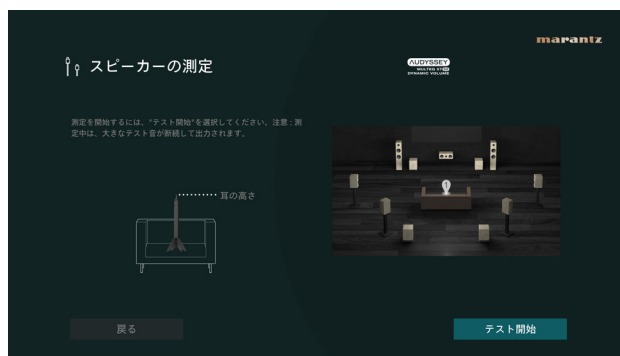 marantz
スピーカーの測定
AUDYSSEY
MULTEQ XT32
DYNAMIC VOLUME
測定を開始するには、"テスト開始"を選択してください。注意：測
定中は、大きなテスト音が断続して出力されます。
耳の高さ
1
戻る
テスト開始